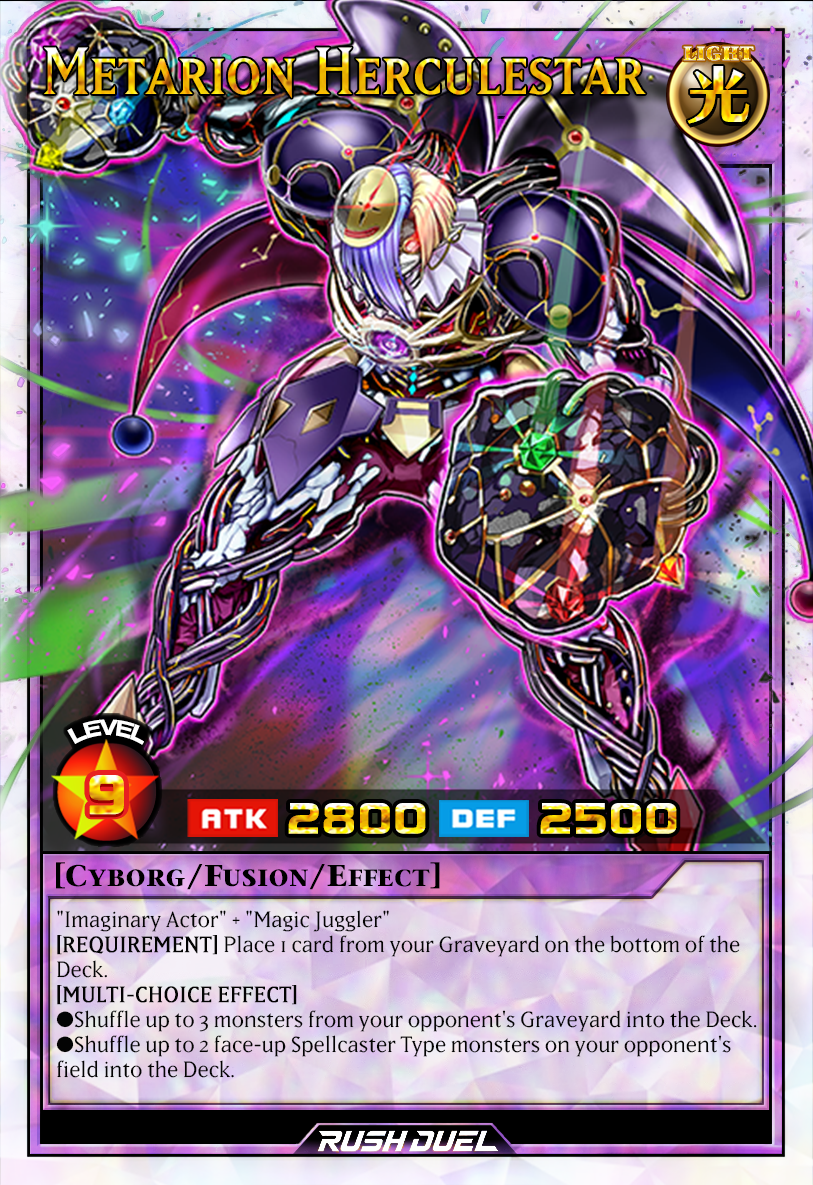 Metarion Herculestar
LIGHT
光
LEVEL
9
ATK 2800 DEF 2500
[Cyborg/Fusion/Effect]
"Imaginary Actor" + "Magic Juggler"
[REQUIREMENT] Place 1 card from your Graveyard on the bottom of the
Deck.
[MULTI-CHOICE EFFECT]
●Shuffle up to 3 monsters from your opponent's Graveyard into the Deck.
●Shuffle up to 2 face-up Spellcaster Type monsters on your opponent's
field into the Deck.
RUSH DUEL